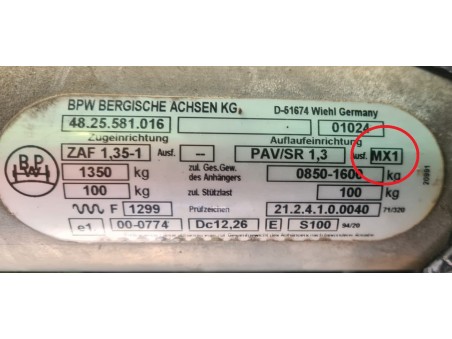 BPW BERGISCHE ACHSEN KG. D-51674 Wiehl Germany
48.25.581.016 01024
Zugeinrichtung Auflaufeinrichtung
ZAF 1,35-1 Ausf. -- PAV/SR 1,3 Ausf. MX1
BPW
1350 kg zul. Ges.Gew. des Anhängers 0850-1600 kg
100 kg zul. Stützlast 100 kg
F 1299 Prüfzeichen 21.2.4.1.0.0040 71/320
e1 00-0774 Dc12,26 E S100 94/20
20991